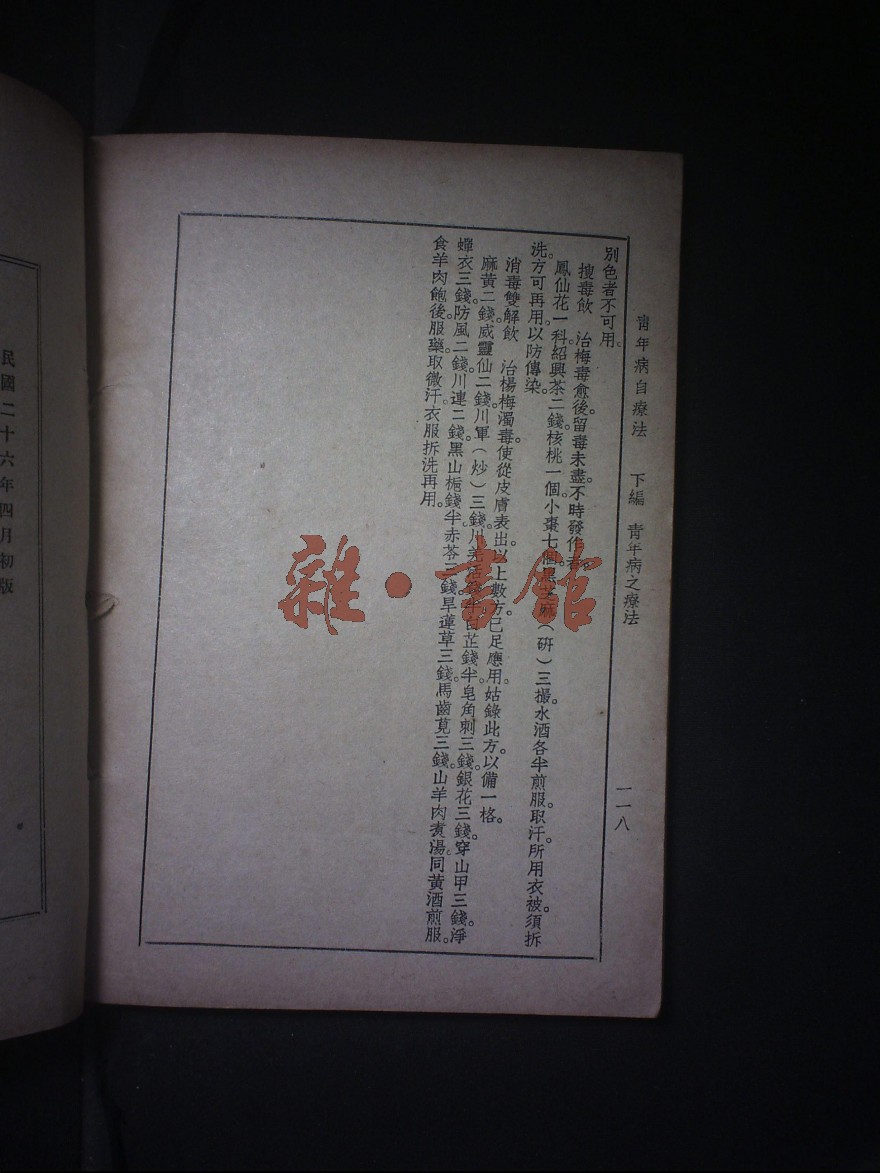 靑年病自療法　下編　靑年病之療法　一一八
別色者不可用。
搜毒飮　治梅毒愈後。留毒未盡。不時發作者。
鳳仙花一科。紹興茶二錢。核桃一個。小棗七個。麻(研)三撮。水酒各半煎服。取汗。所用衣被。須拆
洗。方可再用。以防傳染。
消毒雙解飮　治楊梅濁毒。使從皮膚表出。以上數方。已足應用。姑錄此方。以備一格。
麻黃二錢。威靈仙二錢。川軍(炒)三錢。川羌活錢半。白芷錢半。皂角刺三錢。銀花三錢。穿山甲三錢。淨
蟬衣三錢。防風二錢。川連二錢。黑山梔錢半。赤苓三錢。旱蓮草三錢。馬齒莧三錢。山羊肉煮湯。同黃酒煎服。
食羊肉飽後。服藥取微汗。衣服拆洗再用。
民國二十六年四月初版
雜·書館